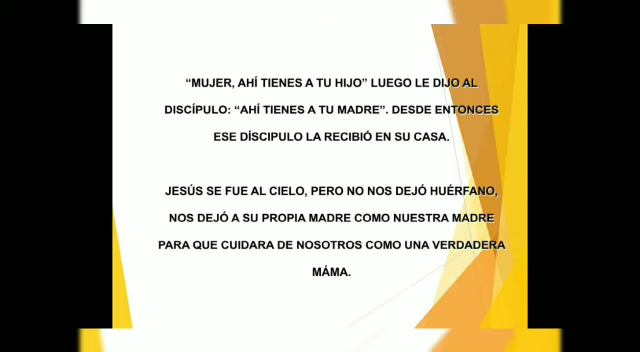 “MUJER, AHÍ TIENES A TU HIJO” LUEGO LE DIJO AL
DISCÍPULO: “AHÍ TIENES A TU MADRE”. DESDE ENTONCES
ESE DÍSCIPULO LA RECIBIÓ EN SU CASA.
JESÚS SE FUE AL CIELO, PERO NO NOS DEJÓ HUÉRFANO,
NOS DEJÓ A SU PROPIA MADRE COMO NUESTRA MADRE
PARA QUE CUIDARA DE NOSOTROS COMO UNA VERDADERA
MÁMA.